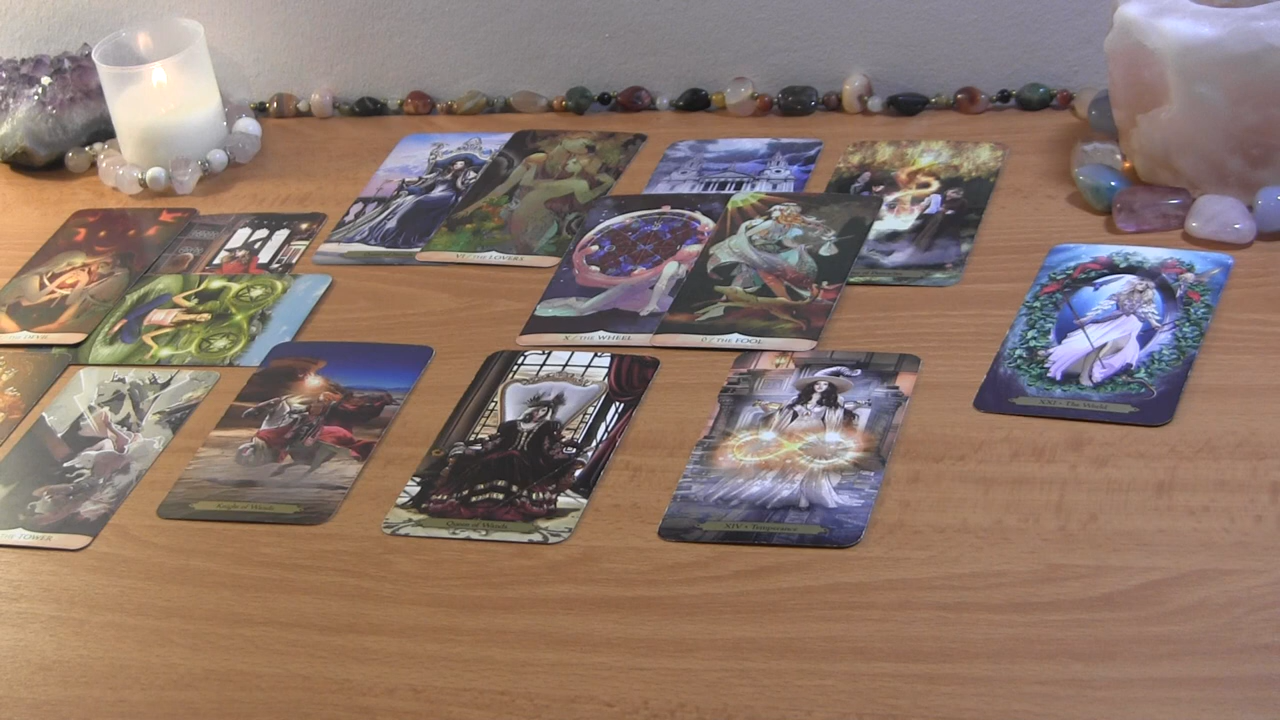 VI / THE LOVERS
THE DEVIL
X / THE WHEEL
0 / THE FOOL
XXI • The World
Knight of Wands
Queen of Wands
XIV • Temperance
THE TOWER